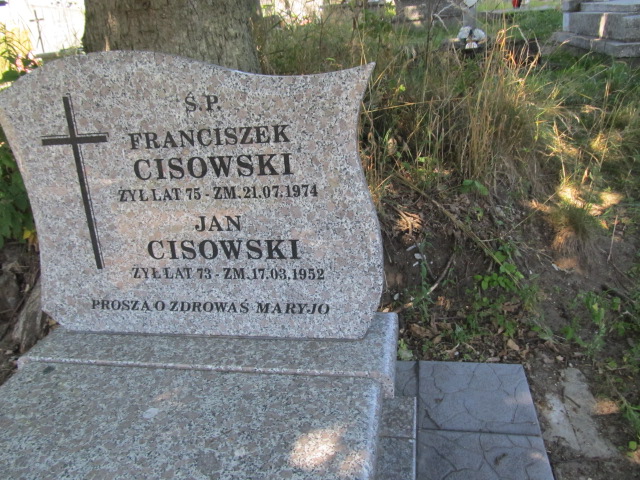 Ś.P.
FRANCISZEK
CISOWSKI
ŻYŁ LAT 75 - ZM. 21.07.1974
JAN
CISOWSKI
ŻYŁ LAT 73 - ZM. 17.03.1952
PROSZĄ O ZDROWAŚ MARYJO